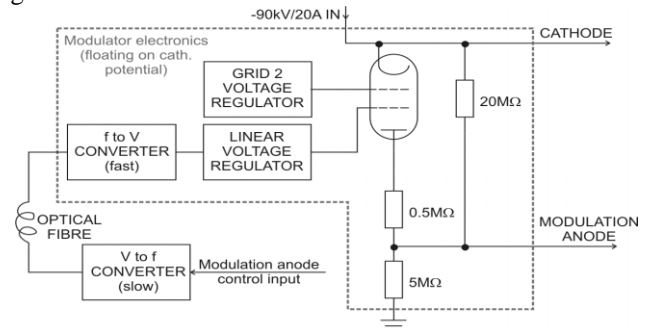 -90kV/20A IN
CATHODE
Modulator electronics
(floating on cath.
potential)
GRID 2
VOLTAGE
REGULATOR
20MΩ
f to V
CONVERTER
(fast)
LINEAR
VOLTAGE
REGULATOR
0.5MΩ
OPTICAL
FIBRE
MODULATION
ANODE
V to f
CONVERTER
(slow)
Modulation anode
control input
5MΩ